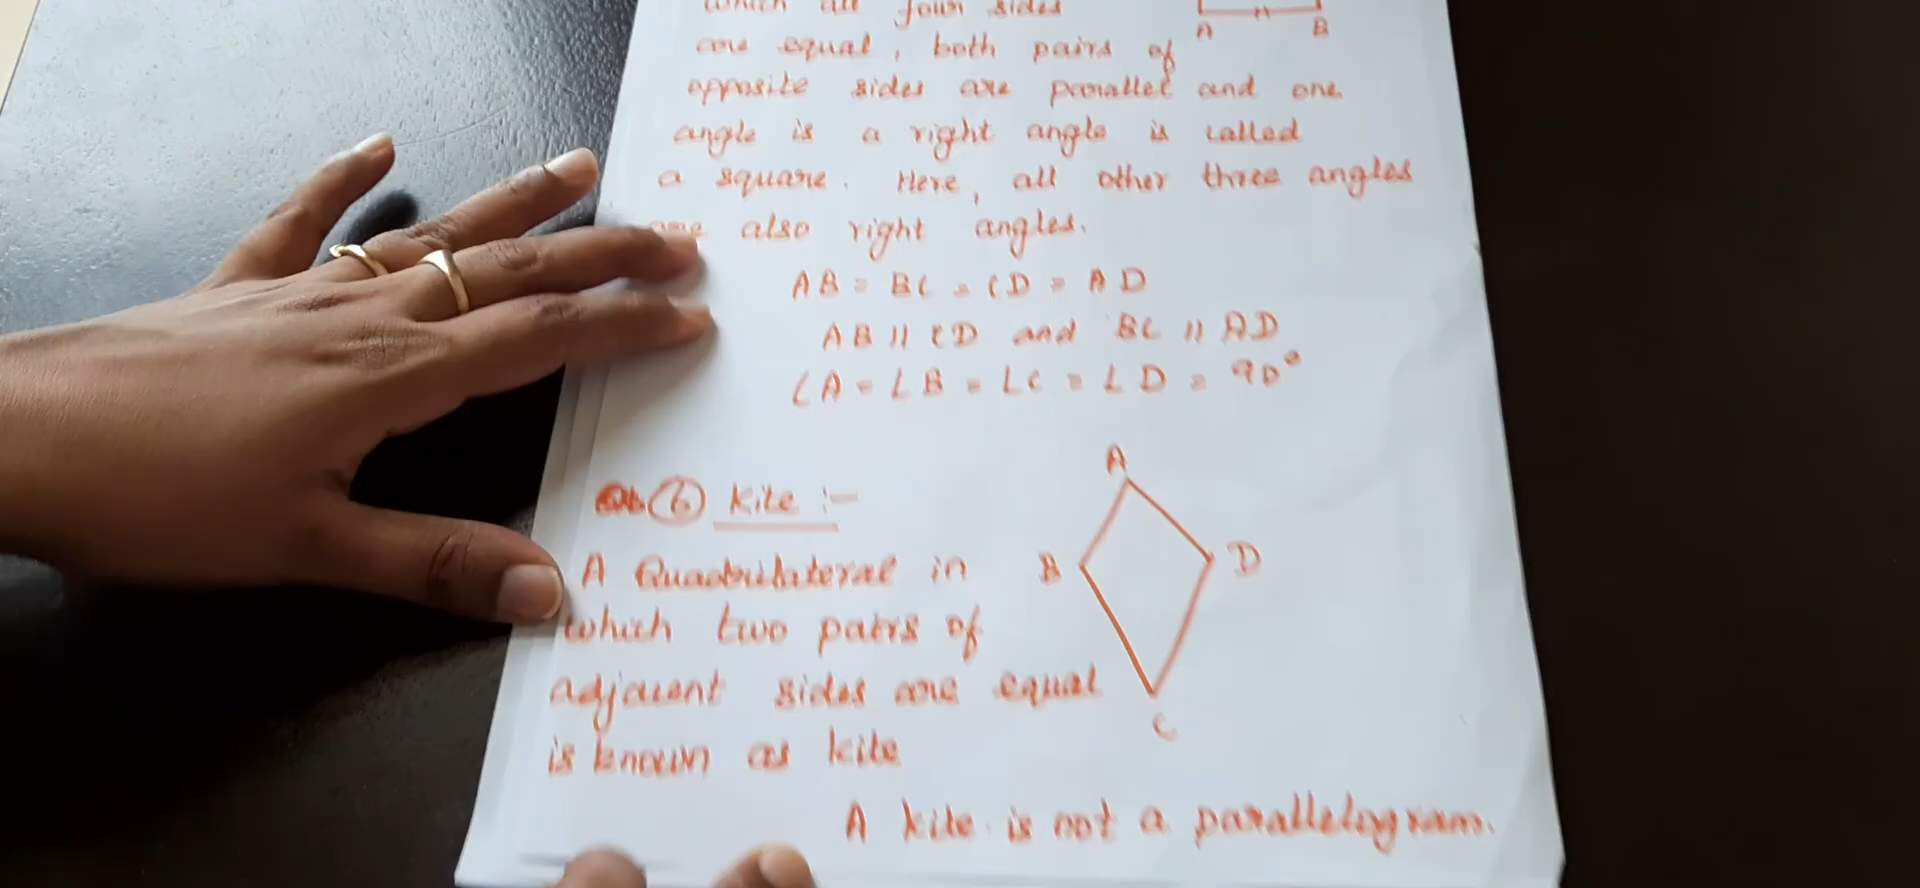 which all four sides
are equal, both pairs of
opposite sides are parallel and one
angle is a right angle is called
a square. Here, all other three angles
are also right angles.
AB = BC = CD = AD
AB || CD and BC || AD
∠A = ∠B = ∠C = ∠D = 90°
A B
⑥ Kite :-
A Quadrilateral in
which two pairs of
adjacent sides are equal
is known as kite
A
B D
C
A kite is not a parallelogram.